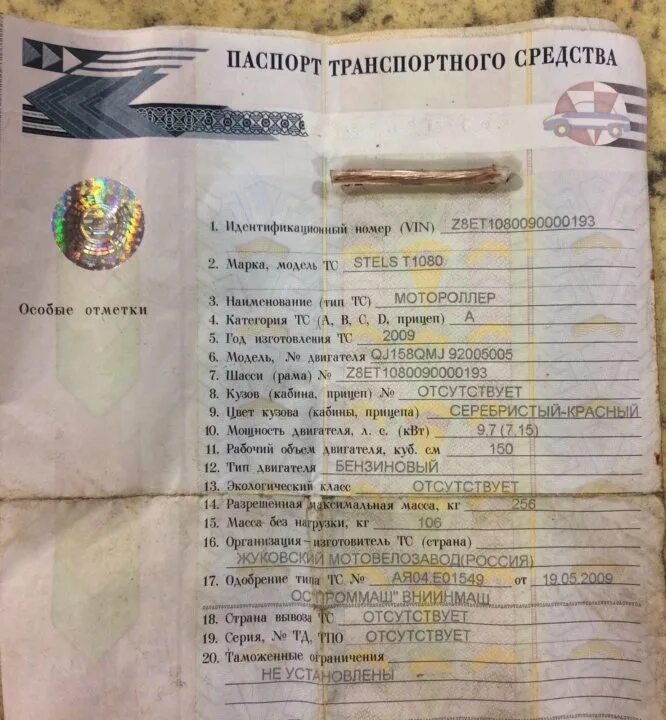 ПАСПОРТ ТРАНСПОРТНОГО СРЕДСТВА
1. Идентификационный номер (VIN) Z8ET1080090000193
2. Марка, модель ТС STELS T1080
Особые отметки
3. Наименование (тип ТС) МОТОРОЛЛЕР
4. Категория ТС (A, B, C, D, прицеп) A
5. Год изготовления ТС 2009
6. Модель, № двигателя QJ158QMJ 92005005
7. Шасси (рама) № Z8ET1080090000193
8. Кузов (кабина, прицеп) № ОТСУТСТВУЕТ
9. Цвет кузова (кабины, прицепа) СЕРЕБРИСТЫЙ-КРАСНЫЙ
10. Мощность двигателя, л. с. (кВт) 9.7 (7.15)
11. Рабочий объем двигателя, куб. см 150
12. Тип двигателя БЕНЗИНОВЫЙ
13. Экологический класс ОТСУТСТВУЕТ
14. Разрешенная максимальная масса, кг 256
15. Масса без нагрузки, кг 106
16. Организация-изготовитель ТС (страна)
ЖУКОВСКИЙ МОТОВЕЛОЗАВОД(РОССИЯ)
17. Одобрение типа ТС № АЯ04.Е01549 от 19.05.2009
ОС"ПРОММАШ" ВНИИНМАШ
18. Страна вывоза ТС ОТСУТСТВУЕТ
19. Серия, № ТД, ТПО ОТСУТСТВУЕТ
20. Таможенные ограничения
НЕ УСТАНОВЛЕНЫ